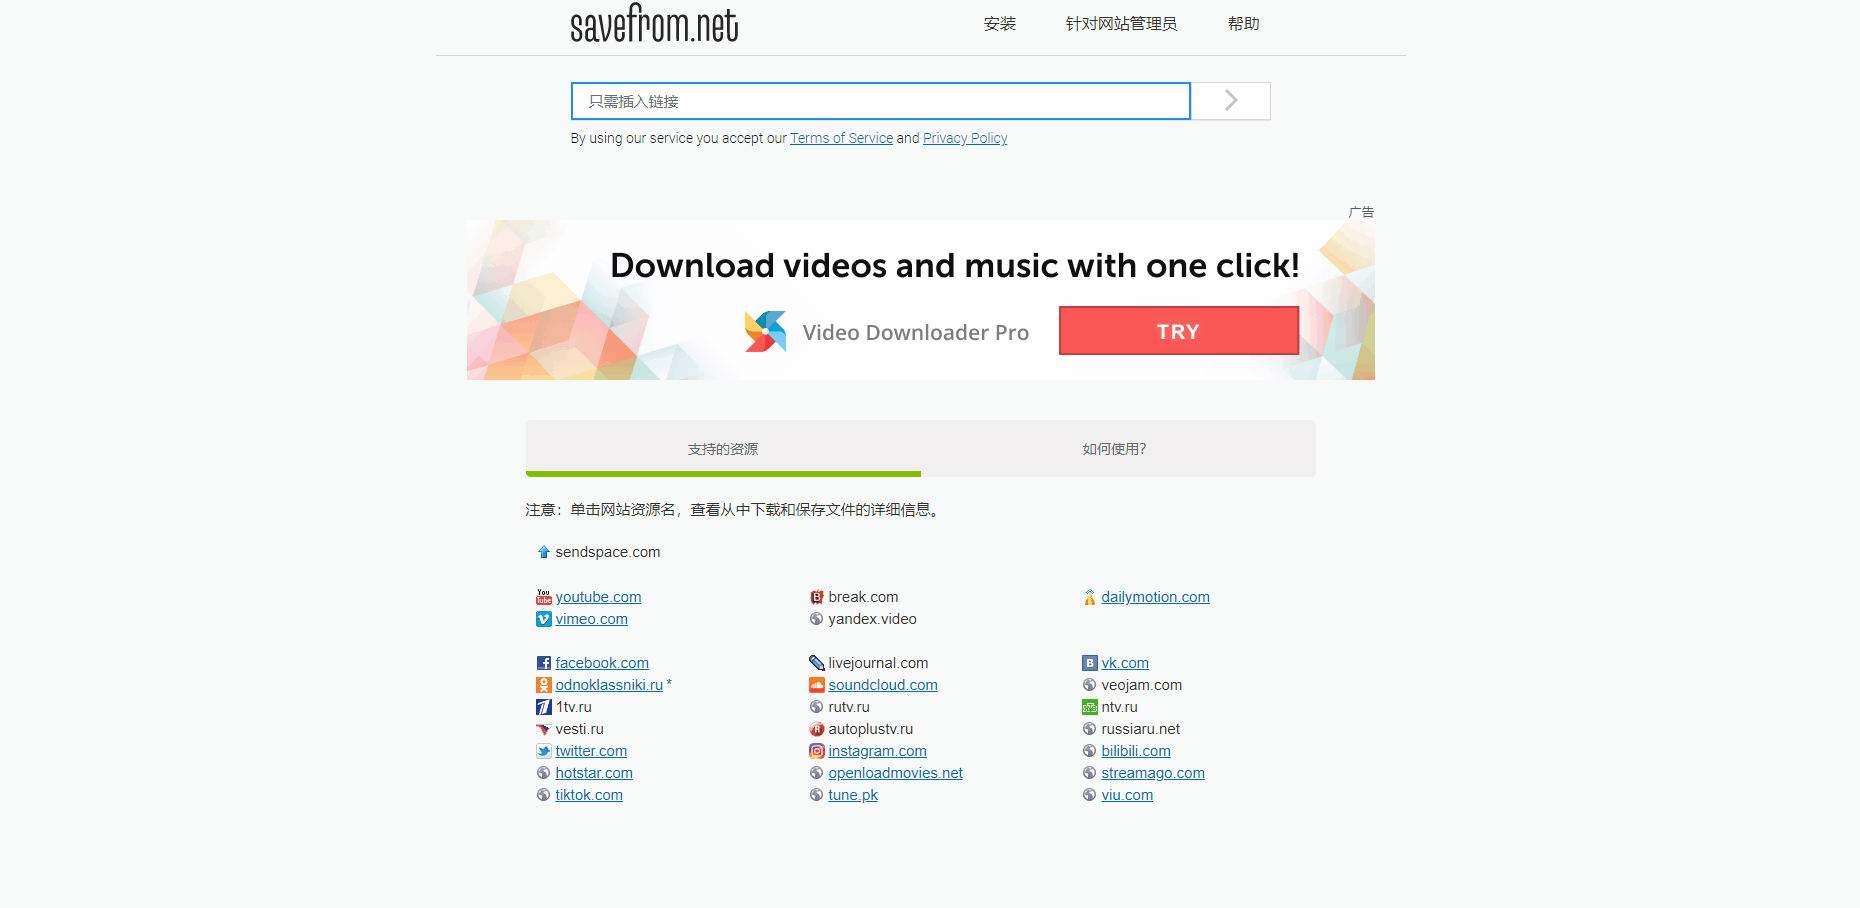 savefrom.net
安装 针对网站管理员 帮助
只需插入链接
By using our service you accept our Terms of Service and Privacy Policy
广告
Download videos and music with one click!
Video Downloader Pro TRY
支持的资源 如何使用?
注意：单击网站资源名，查看从中下载和保存文件的详细信息。
sendspace.com
youtube.com break.com dailymotion.com
vimeo.com yandex.video
facebook.com livejournal.com vk.com
odnoklassniki.ru * soundcloud.com veojam.com
1tv.ru rutv.ru ntv.ru
vesti.ru autoplustv.ru russiaru.net
twitter.com instagram.com bilibili.com
hotstar.com openloadmovies.net streamago.com
tiktok.com tune.pk viu.com